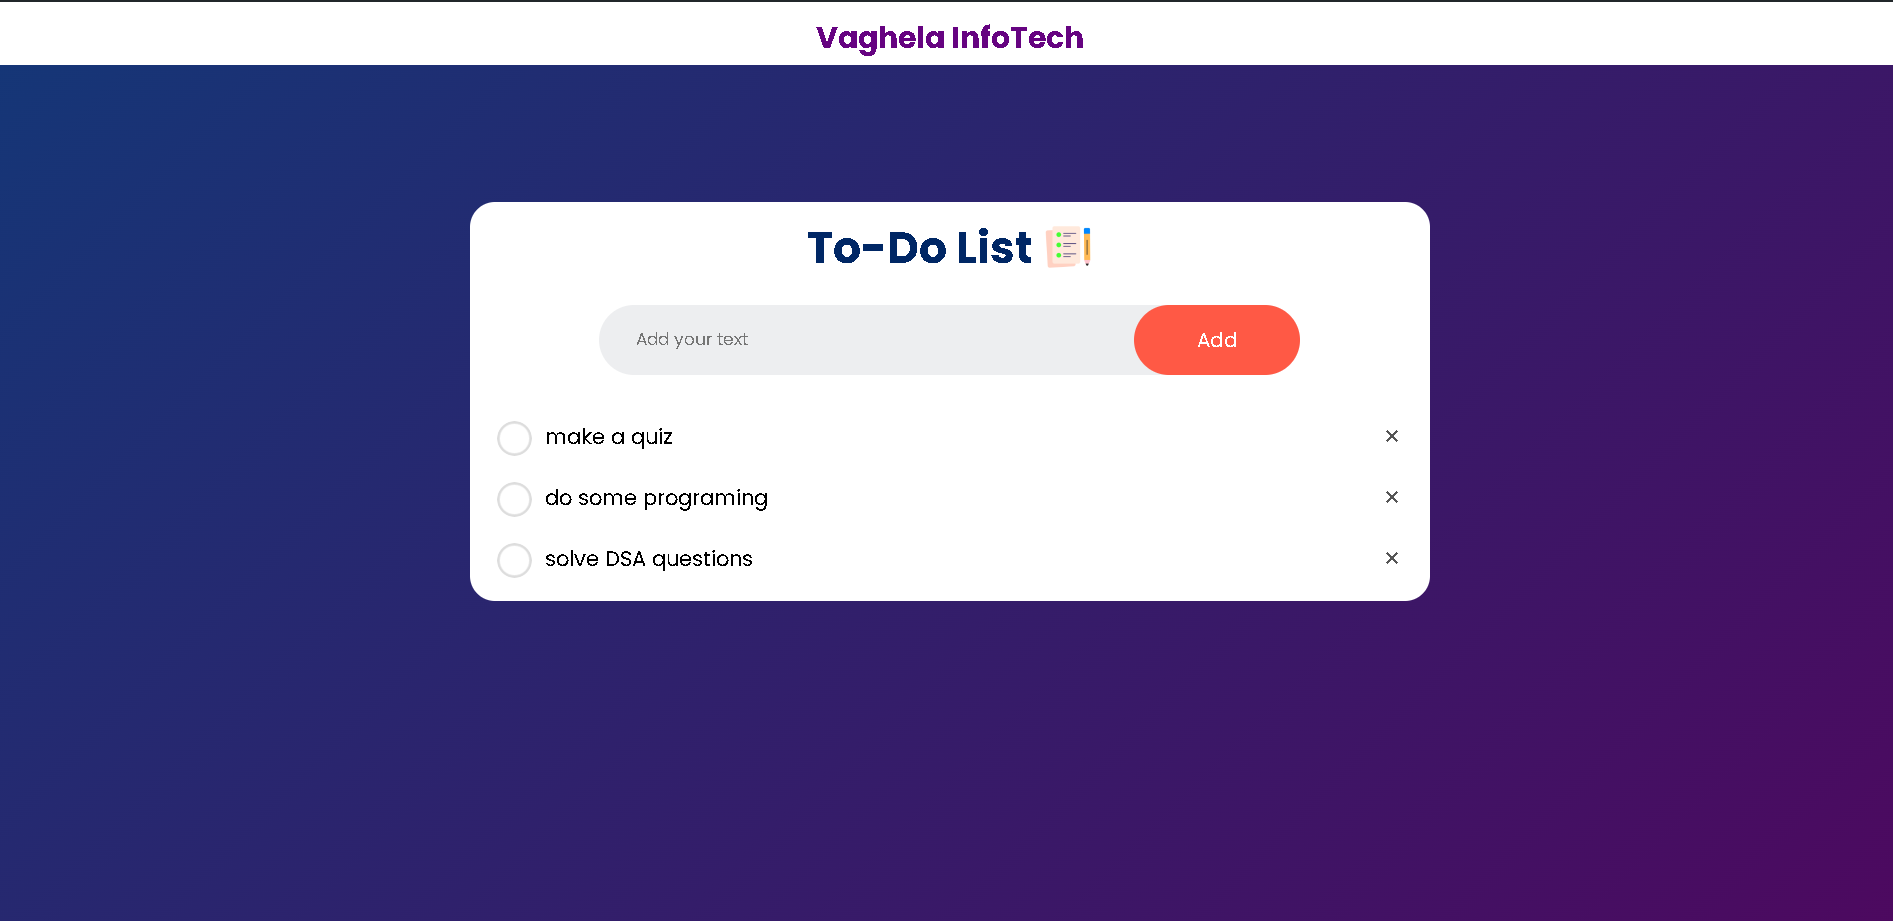 Vaghela InfoTech
To-Do List
Add your text
Add
make a quiz
do some programing
solve DSA questions